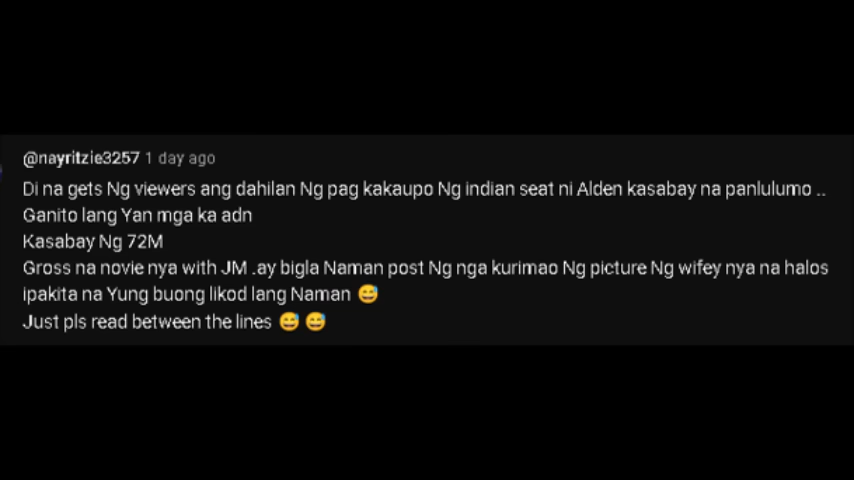 @nayritzie3257 1 day ago
Di na gets Ng viewers ang dahilan Ng pag kakaupo Ng indian seat ni Alden kasabay na panlulumo ..
Ganito lang Yan mga ka adn
Kasabay Ng 72M
Gross na novie nya with JM .ay bigla Naman post Ng nga kurimao Ng picture Ng wifey nya na halos
ipakita na Yung buong likod lang Naman 😅
Just pls read between the lines 😅 😅